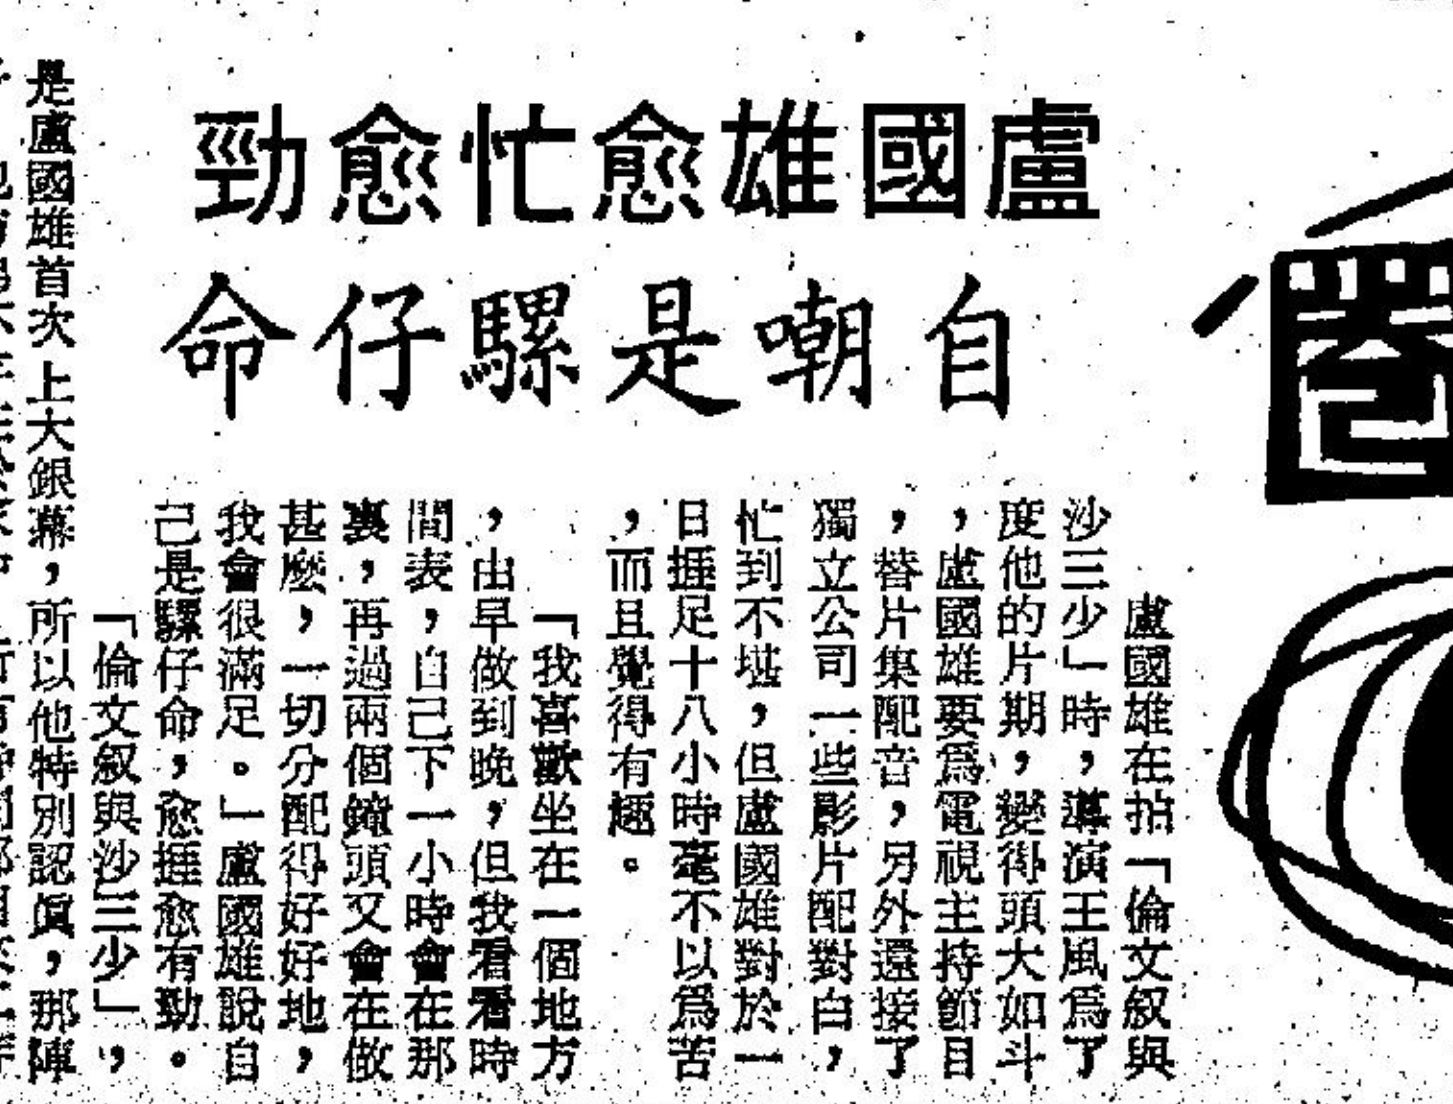 盧國雄愈忙愈勁
自嘲是騾仔命
盧國雄在拍「倫文叙與
沙三少」時，導演王風爲了
度他的片期，變得頭大如斗
，盧國雄要爲電視主持節目
，替片集配音，另外還接了
獨立公司一些影片配對白，
忙到不堪，但盧國雄對於一
日捱足十八小時毫不以爲苦
，而且覺得有趣。
「我喜歡坐在一個地方
，由早做到晚，但我看看時
間表，自己下一小時會在那
裏，再過兩個鐘頭又會在做
甚麽，一切分配得好好地，
我會很滿足。」盧國雄說自
己是騾仔命，愈捱愈有勁。
「倫文叙與沙三少」，
是盧國雄首次上大銀幕，所以他特別認眞，那陣